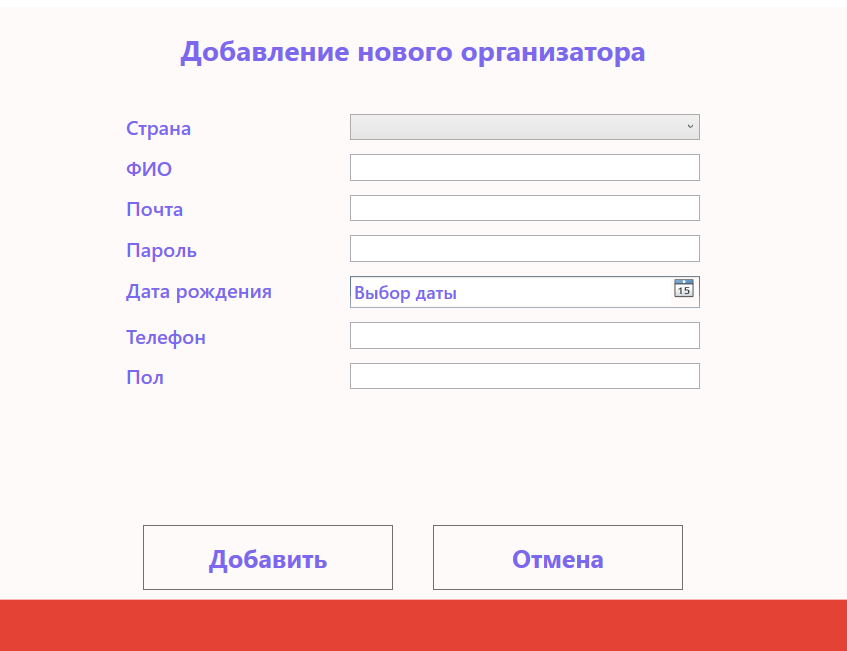 Добавление нового организатора
Страна
ФИО
Почта
Пароль
Дата рождения Выбор даты 15
Телефон
Пол
Добавить Отмена